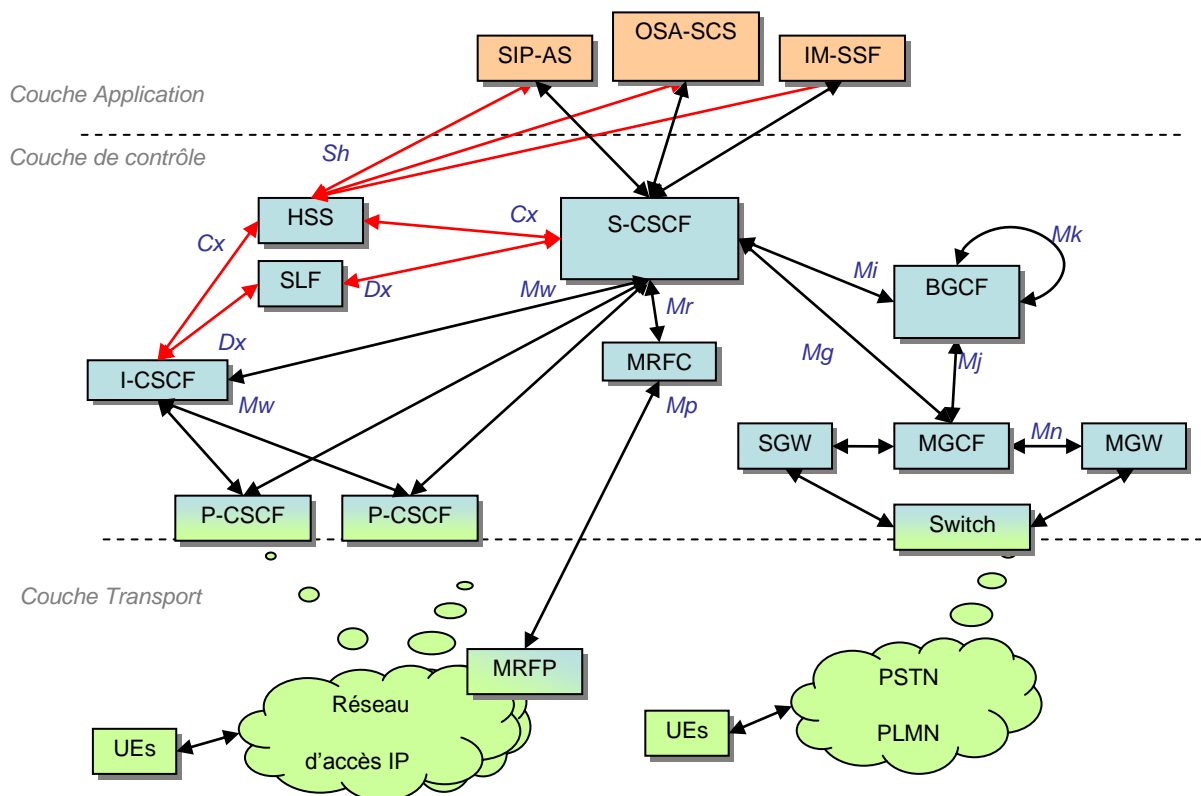 OSA-SCS
SIP-AS
IM-SSF
Couche Application
Couche de contrôle
Sh
HSS
Cx
S-CSCF
Cx
Mk
SLF
Mi
BGCF
Dx
Mw
Mr
Dx
Mg
Mj
I-CSCF
MRFC
Mw
Mp
SGW
MGCF
Mn
MGW
P-CSCF
P-CSCF
Switch
Couche Transport
MRFP
Réseau
d'accès IP
UEs
PSTN
PLMN
UEs